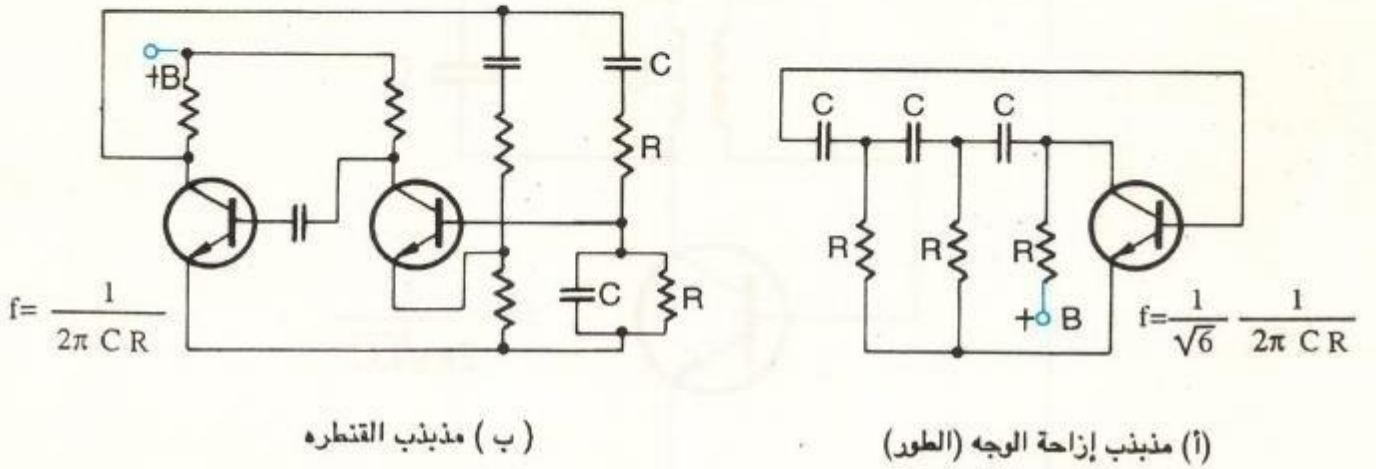 +B
C
R
C
R
f= 1 / 2π C R
( ب ) مذبذب القنطره
C
C
C
R
R
R
+ B
f= 1/√6 1 / 2π C R
(أ) مذبذب إزاحة الوجه (الطور)